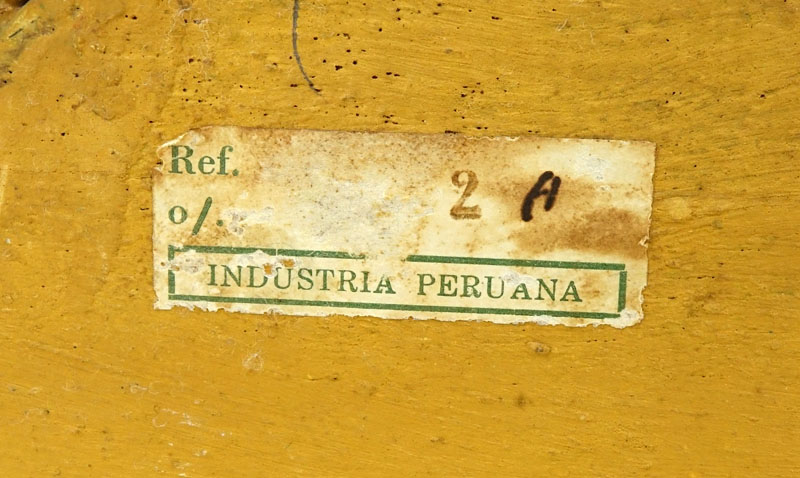 Ref.
o/. 2 A
INDUSTRIA PERUANA